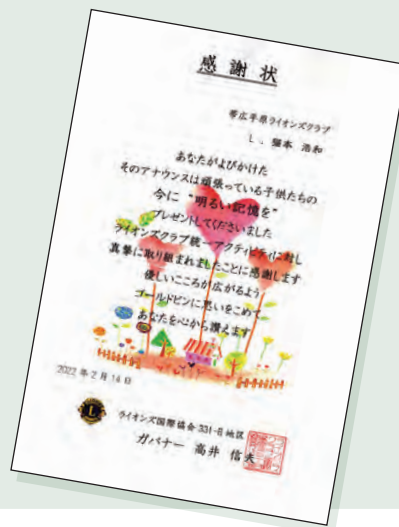 感謝状
帯広平原ライオンズクラブ
L. 本 浩和
あなたがよびかけた
そのアナウンスは頑張っている子供たちの
今に “明るい記憶を”
プレゼントしてくださいました
ライオンズクラブ統一アクティビティに対し
真摯に取り組まれましたことに感謝します
優しいこころが広がるよう
ゴールドピンに思いをこめて
あなたを心から讃えます
2022年2月14日
L
ライオンズ国際協会 331-B地区
ガバナー 高井 信夫